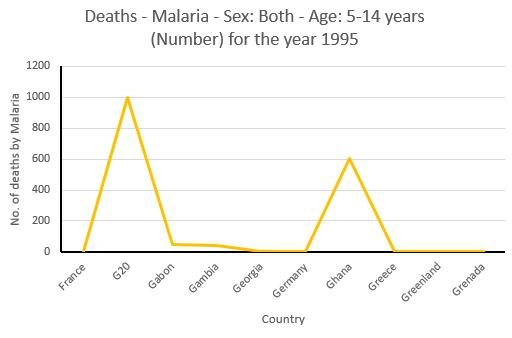 Deaths - Malaria - Sex: Both - Age: 5-14 years
(Number) for the year 1995
No. of deaths by Malaria
1200
1000
800
600
400
200
0
France
G20
Gabon
Gambia
Georgia
Germany
Ghana
Greece
Greenland
Grenada
Country